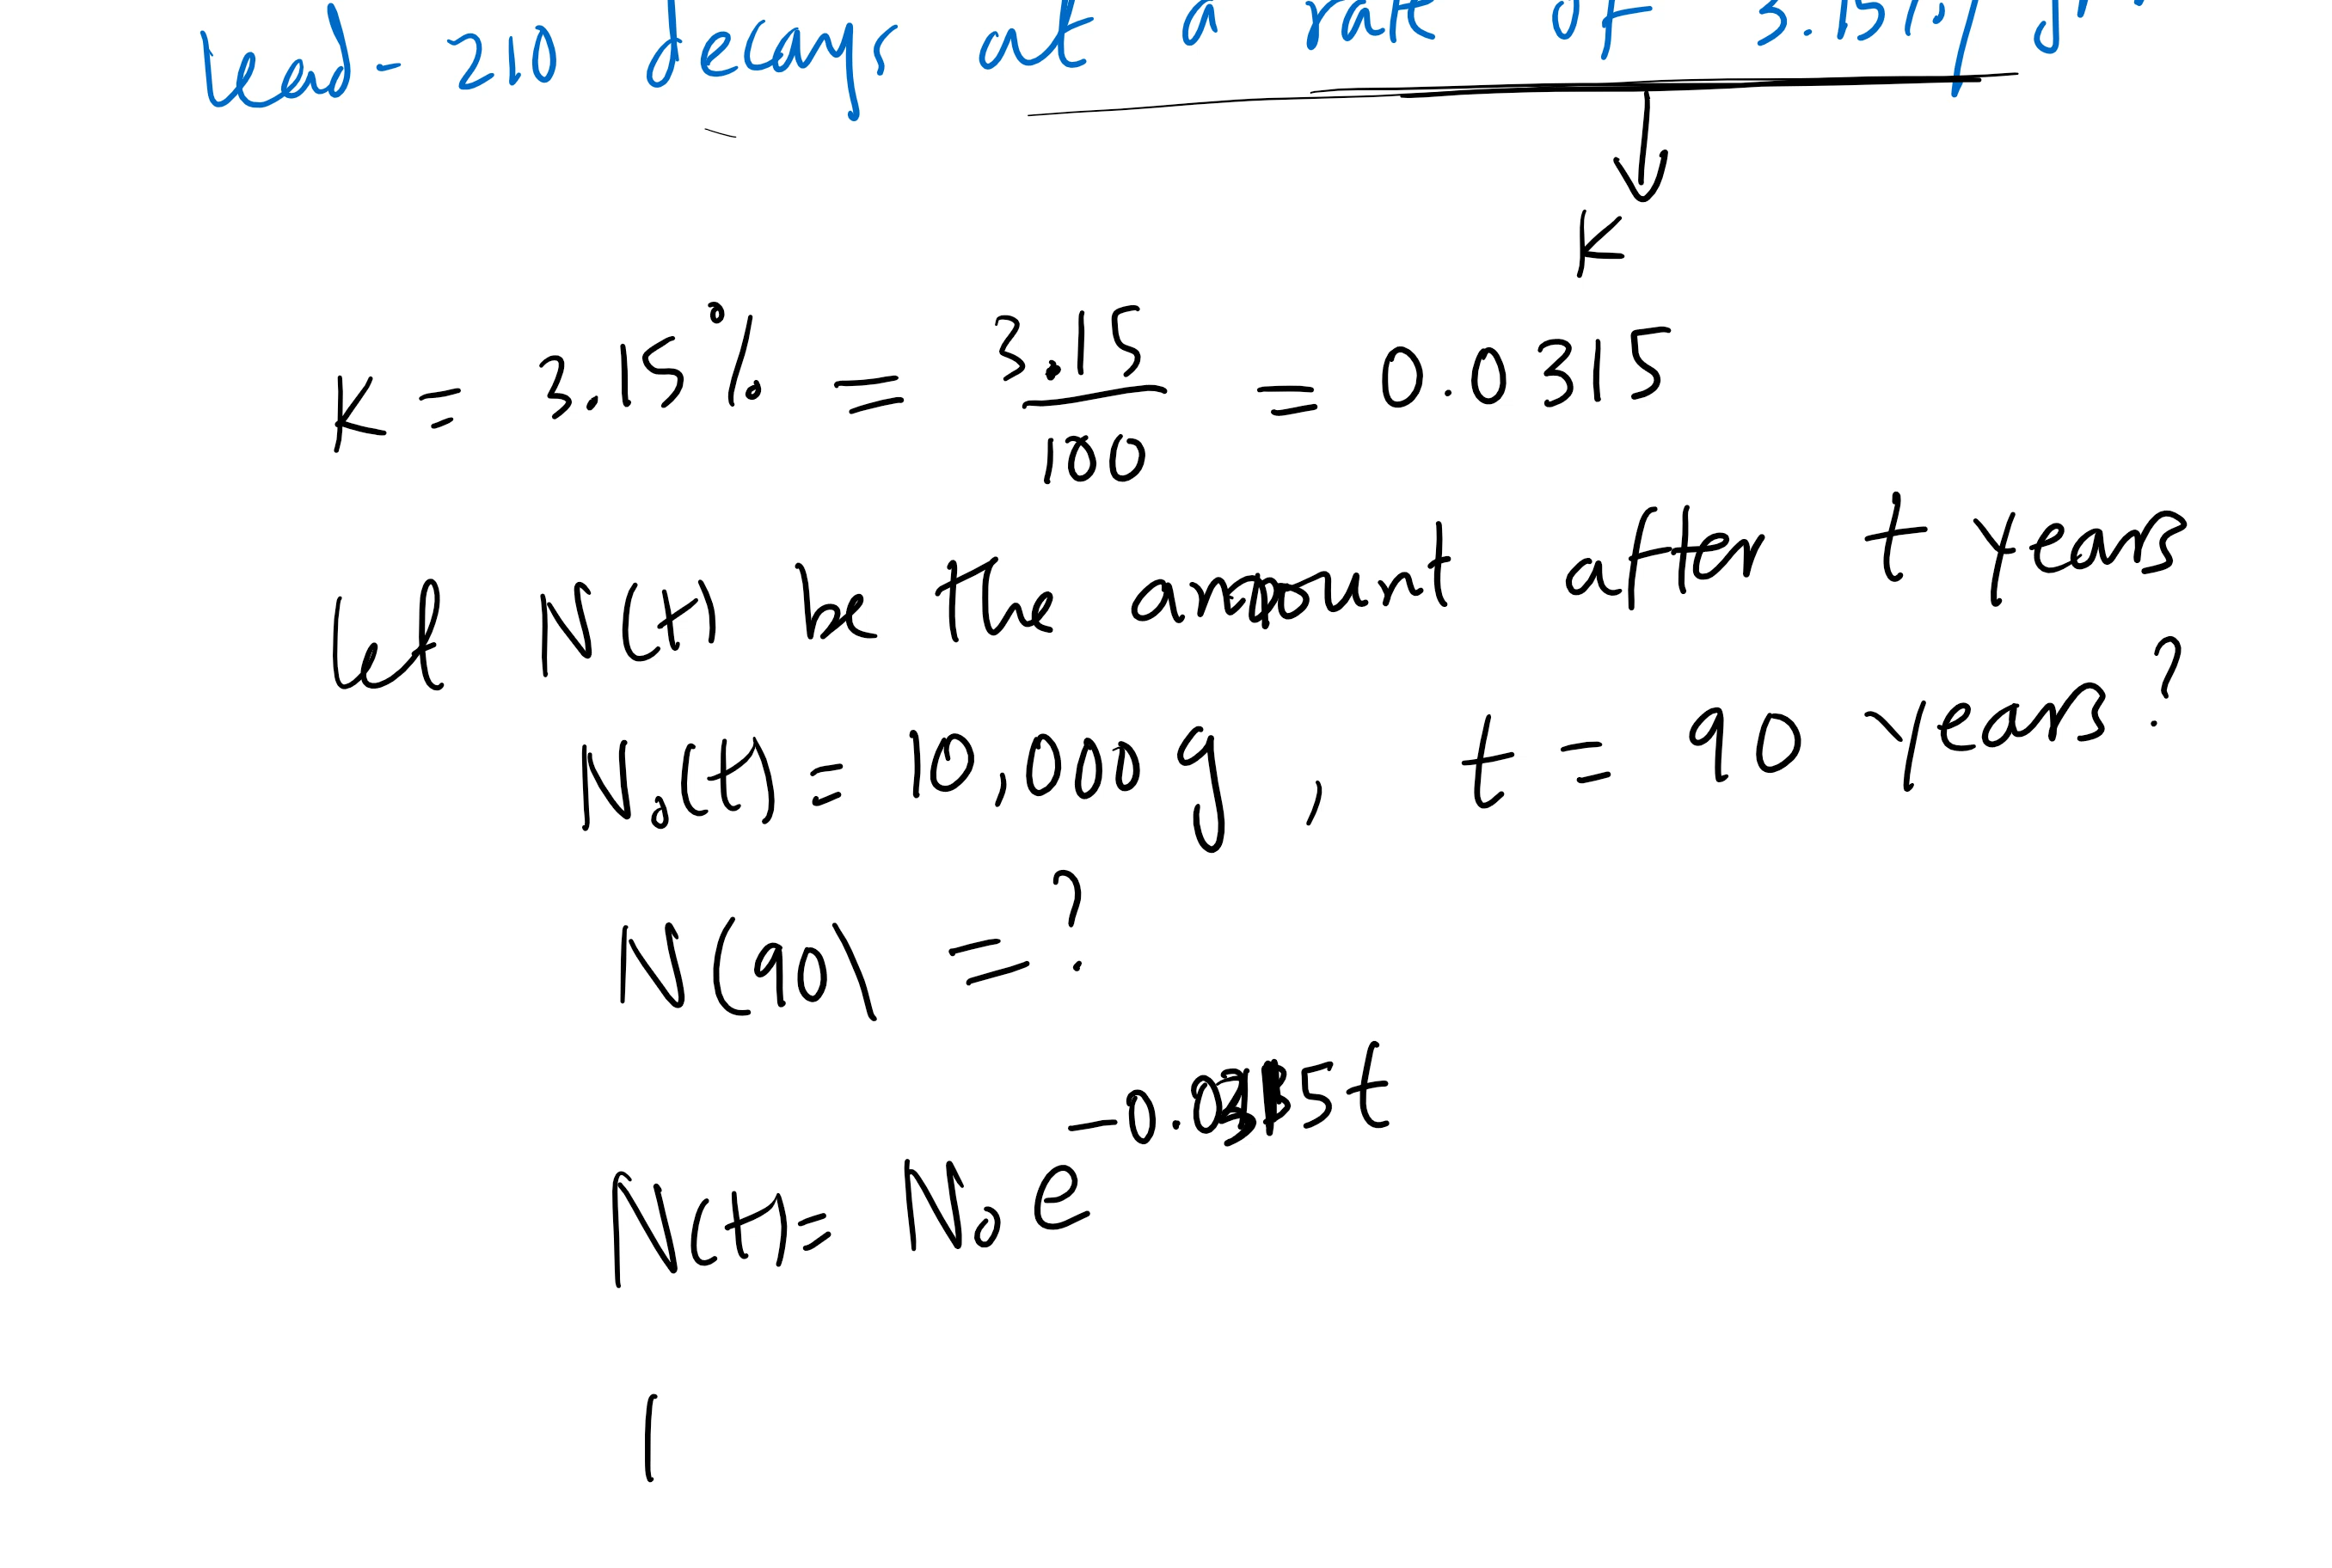 lead-210 decays at a rate of 3.15%
K
K = 3.15% = 3.15/100 = 0.0315
let N(t) be the amount after t years
N₀(t) = 10,000 g , t = 90 years?
N(90) = ?
N(t) = N₀ e^-0.0315t